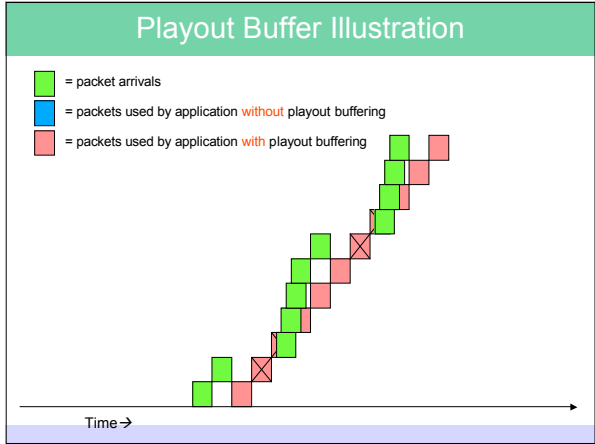 Playout Buffer Illustration
= packet arrivals
= packets used by application without playout buffering
= packets used by application with playout buffering
Time→